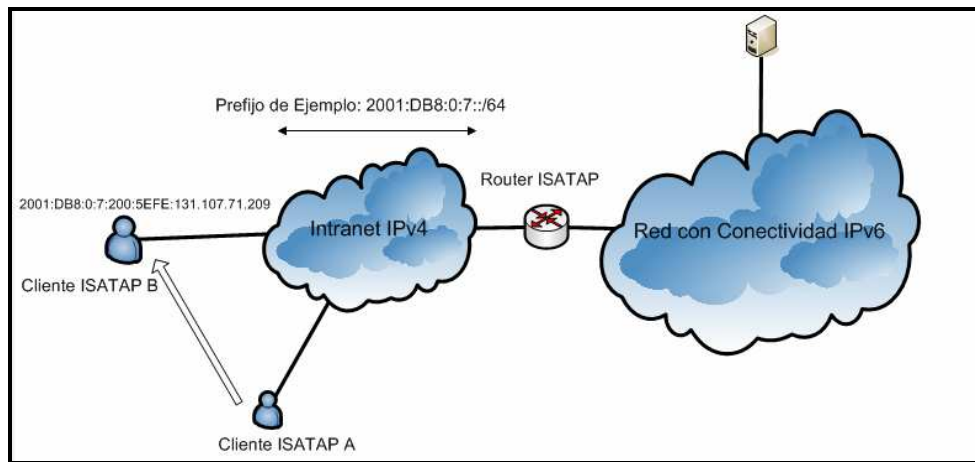 Prefijo de Ejemplo: 2001:DB8:0:7::/64
Router ISATAP
2001:DB8:0:7:200:5EFE:131.107.71.209
Intranet IPv4
Red con Conectividad IPv6
Cliente ISATAP B
Cliente ISATAP A